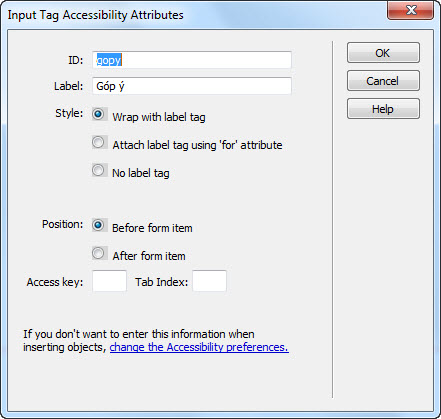 Input Tag Accessibility Attributes
ID: gopy
OK
Label: Góp ý
Cancel
Style: Wrap with label tag
Help
Attach label tag using 'for' attribute
No label tag
Position: Before form item
After form item
Access key: Tab Index:
If you don't want to enter this information when
inserting objects, change the Accessibility preferences.